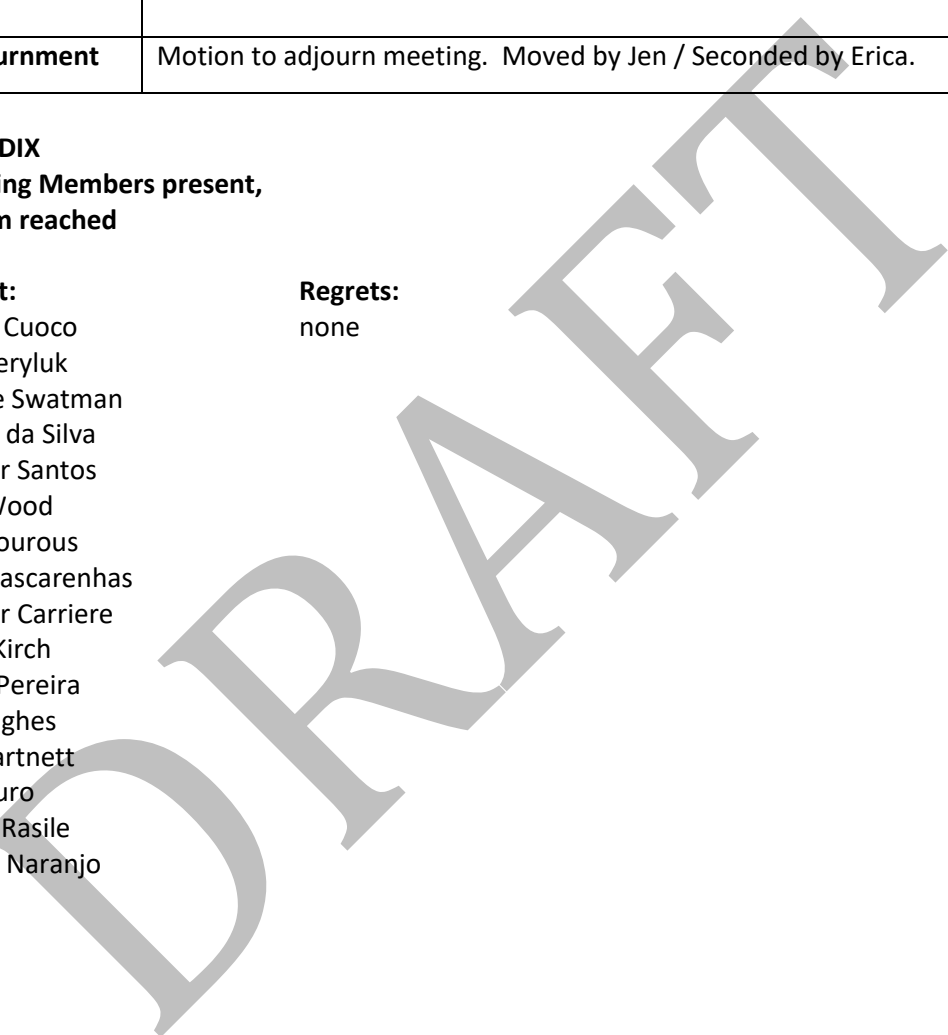 urnment Motion to adjourn meeting. Moved by Jen / Seconded by Erica.
DIX
ing Members present,
m reached
t: Regrets:
Cuoco none
eryluk
e Swatman
da Silva
r Santos
Wood
ourous
ascarenhas
r Carriere
Kirch
Pereira
ghes
artnett
uro
Rasile
Naranjo
DRAFT